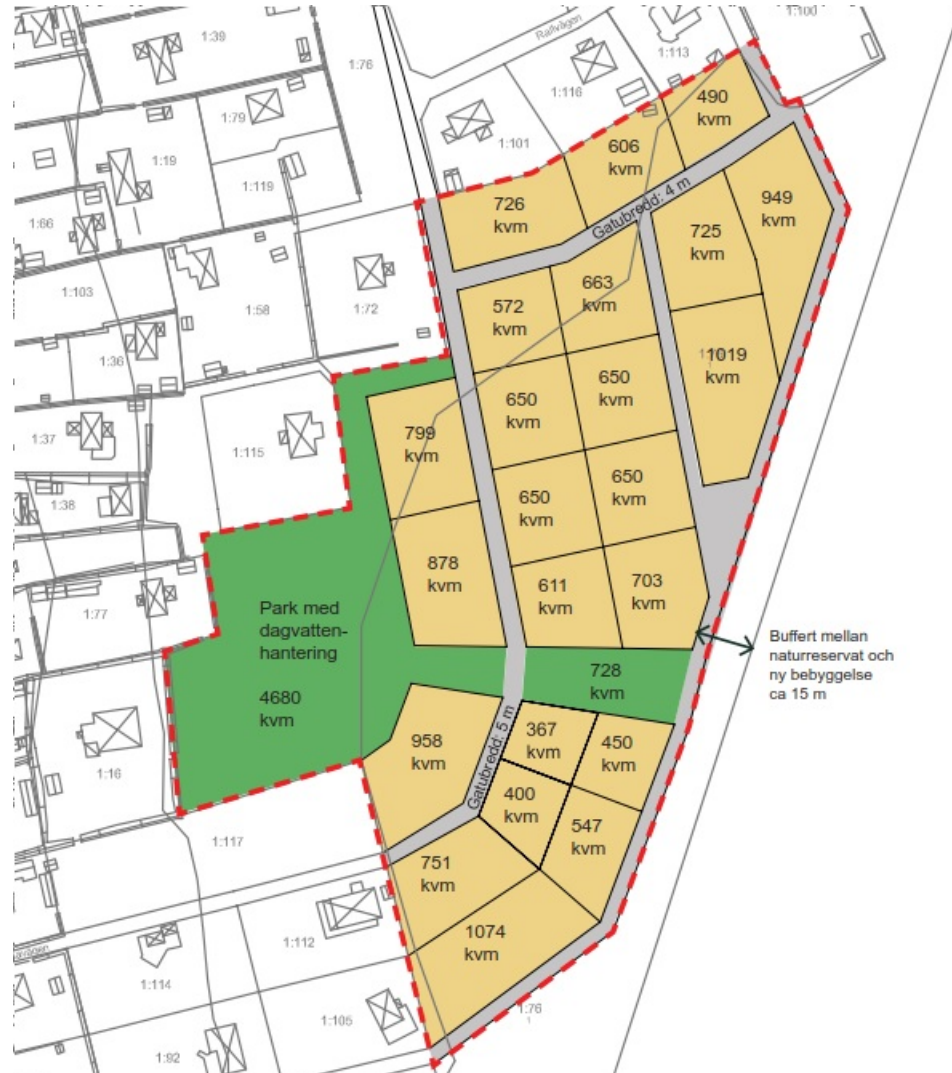 1:39
1:76
Rallvägen
1:113
1:100
1:79
1:116
490
kvm
1:19
1:101
606
kvm
1:119
726
kvm
949
kvm
1:66
Gatubredd: 4 m
725
kvm
1:103
1:58
1:72
572
kvm
663
kvm
1:36
1019
kvm
650
kvm
650
kvm
1:37
1:115
799
kvm
1:38
650
kvm
650
kvm
878
kvm
611
kvm
703
kvm
1:77
Park med
dagvatten-
hantering
4680
kvm
Buffert mellan
naturreservat och
ny bebyggelse
ca 15 m
728
kvm
958
kvm
367
kvm
450
kvm
1:16
Gatubredd: 5 m
400
kvm
547
kvm
1:117
751
kvm
1074
kvm
1:112
1:114
1:105
1:76
1:92